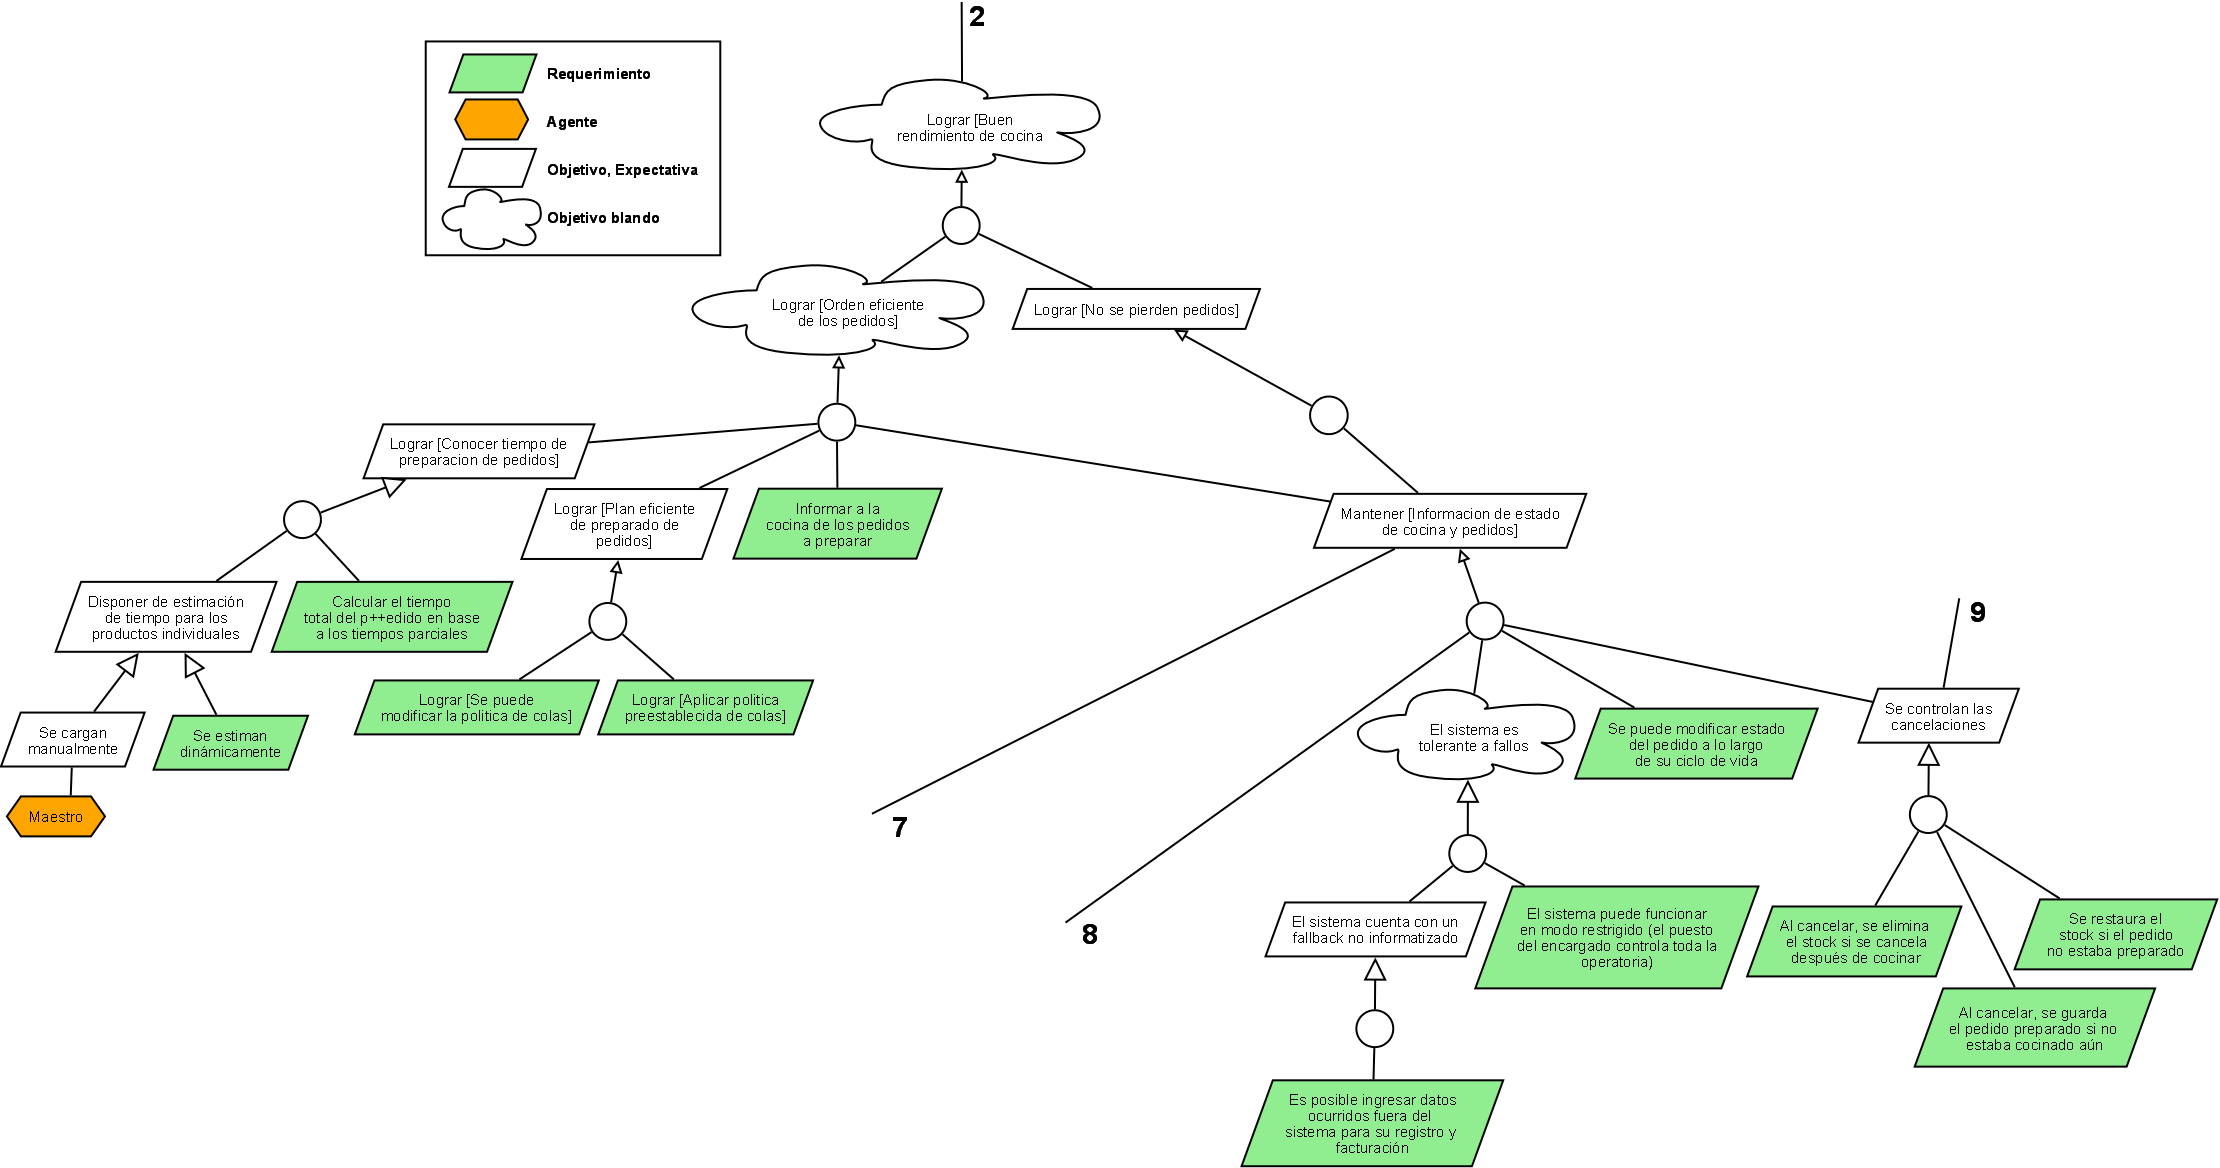 2
Requerimiento
Agente
Objetivo, Expectativa
Objetivo blando
Lograr [Buen
rendimiento de cocina
Lograr [Orden eficiente
de los pedidos]
Lograr [No se pierden pedidos]
Lograr [Conocer tiempo de
preparacion de pedidos]
Lograr [Plan eficiente
de preparado de
pedidos]
Informar a la
cocina de los pedidos
a preparar
Mantener [Informacion de estado
de cocina y pedidos]
Disponer de estimación
de tiempo para los
productos individuales
Calcular el tiempo
total del p++edido en base
a los tiempos parciales
9
Lograr [Se puede
modificar la politica de colas]
Lograr [Aplicar politica
preestablecida de colas]
Se cargan
manualmente
Se estiman
dinámicamente
Maestro
El sistema es
tolerante a fallos
Se puede modificar estado
del pedido a lo largo
de su ciclo de vida
Se controlan las
cancelaciones
7
8
El sistema cuenta con un
fallback no informatizado
El sistema puede funcionar
en modo restrigido (el puesto
del encargado controla toda la
operatoria)
Al cancelar, se elimina
el stock si se cancela
después de cocinar
Se restaura el
stock si el pedido
no estaba preparado
Al cancelar, se guarda
el pedido preparado si no
estaba cocinado aún
Es posible ingresar datos
ocurridos fuera del
sistema para su registro y
facturación